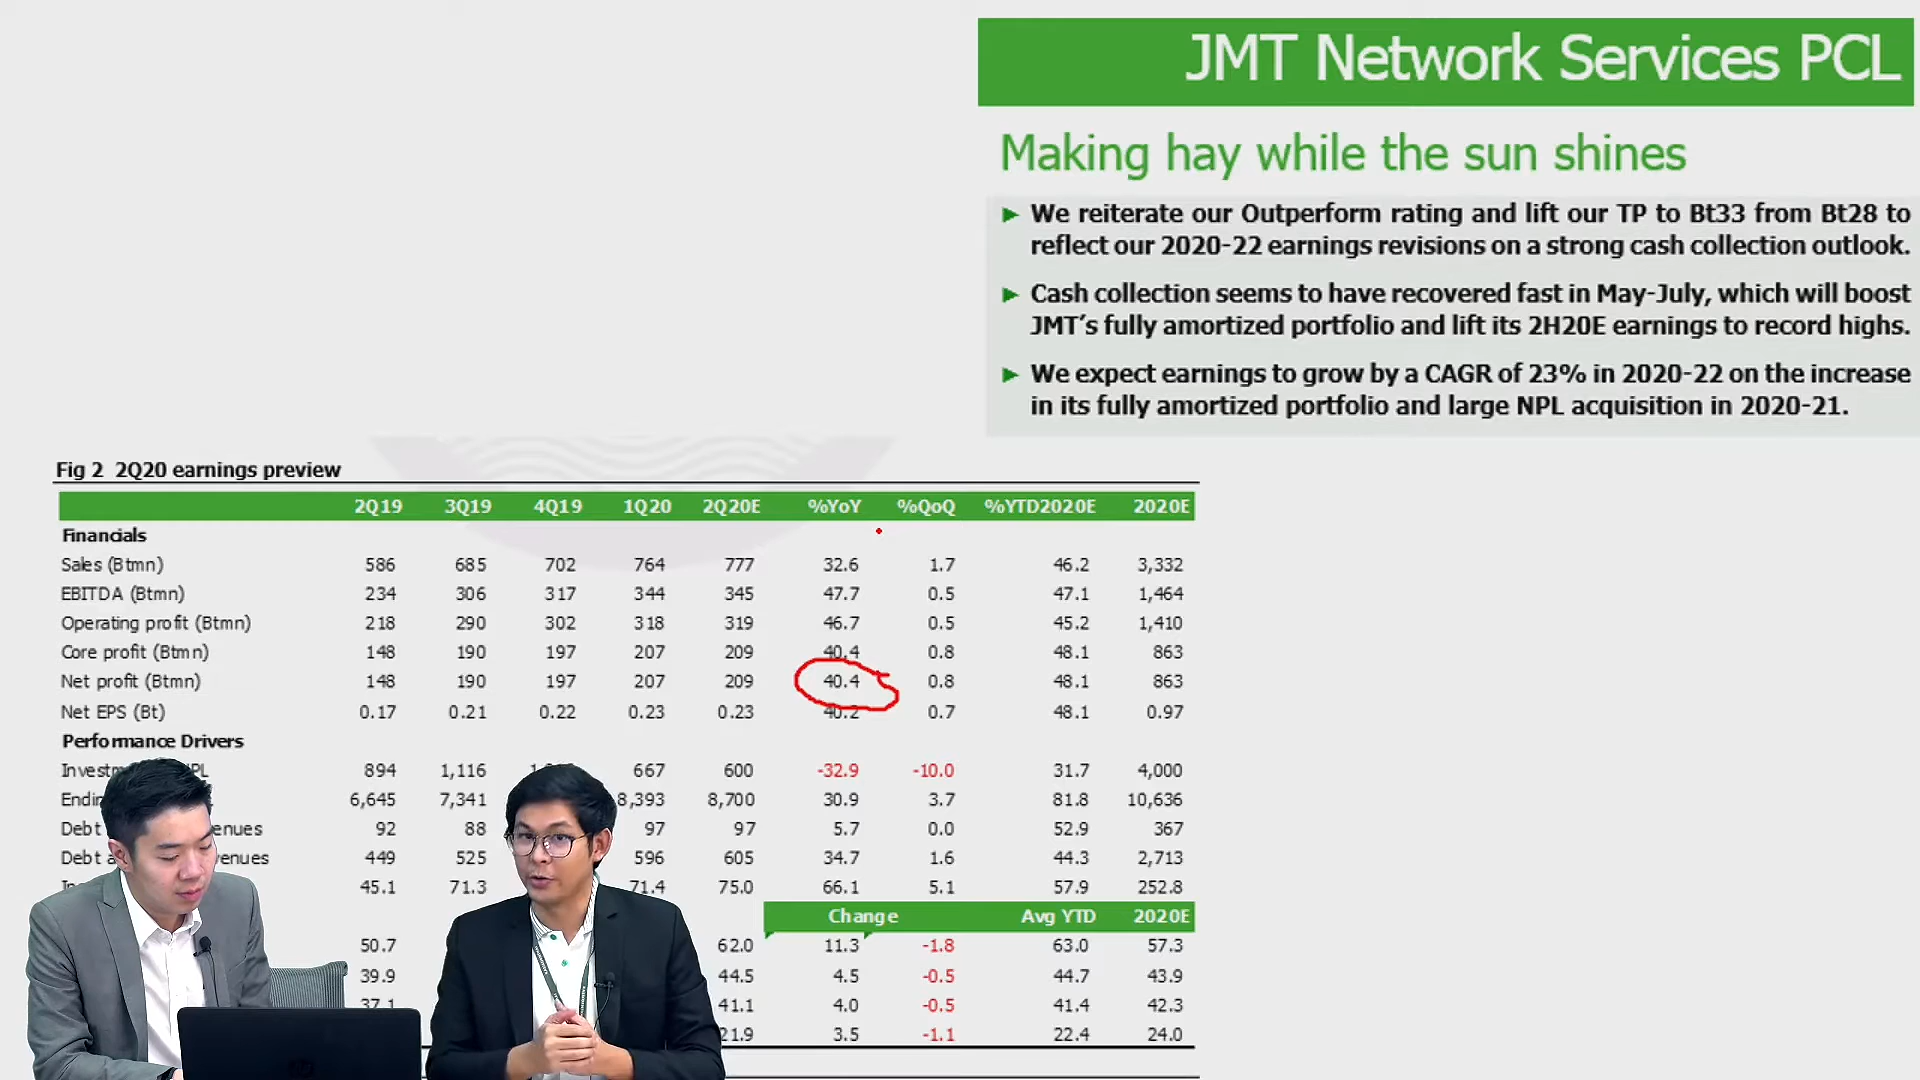 JMT Network Services PCL
Making hay while the sun shines
► We reiterate our Outperform rating and lift our TP to Bt33 from Bt28 to
reflect our 2020-22 earnings revisions on a strong cash collection outlook.
► Cash collection seems to have recovered fast in May-July, which will boost
JMT's fully amortized portfolio and lift its 2H20E earnings to record highs.
► We expect earnings to grow by a CAGR of 23% in 2020-22 on the increase
in its fully amortized portfolio and large NPL acquisition in 2020-21.
Fig 2 2Q20 earnings preview
2Q19 3Q19 4Q19 1Q20 2Q20E %YoY %QoQ %YTD2020E 2020E
Financials
Sales (Btmn) 586 685 702 764 777 32.6 1.7 46.2 3,332
EBITDA (Btmn) 234 306 317 344 345 47.7 0.5 47.1 1,464
Operating profit (Btmn) 218 290 302 318 319 46.7 0.5 45.2 1,410
Core profit (Btmn) 148 190 197 207 209 40.4 0.8 48.1 863
Net profit (Btmn) 148 190 197 207 209 40.4 0.8 48.1 863
Net EPS (Bt) 0.17 0.21 0.22 0.23 0.23 40.2 0.7 48.1 0.97
Performance Drivers
894 1,116 667 600 -32.9 -10.0 31.7 4,000
6,645 7,341 8,393 8,700 30.9 3.7 81.8 10,636
Debt 92 88 97 97 5.7 0.0 52.9 367
Debt 449 525 596 605 34.7 1.6 44.3 2,713
45.1 71.3 71.4 75.0 66.1 5.1 57.9 252.8
Change Avg YTD 2020E
50.7 62.0 11.3 -1.8 63.0 57.3
39.9 44.5 4.5 -0.5 44.7 43.9
37.1 41.1 4.0 -0.5 41.4 42.3
21.9 3.5 -1.1 22.4 24.0